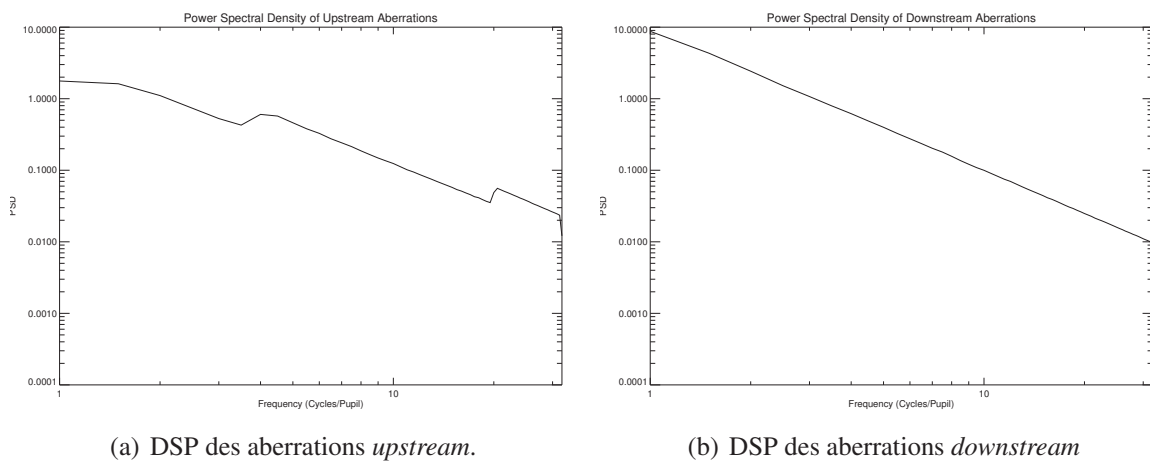 Power Spectral Density of Upstream Aberrations
10.0000
1.0000
0.1000
0.0100
0.0010
0.0001
PSD
1
10
Frequency (Cycles/Pupil)
(a) DSP des aberrations upstream.
Power Spectral Density of Downstream Aberrations
10.0000
1.0000
0.1000
0.0100
0.0010
0.0001
PSD
1
10
Frequency (Cycles/Pupil)
(b) DSP des aberrations downstream